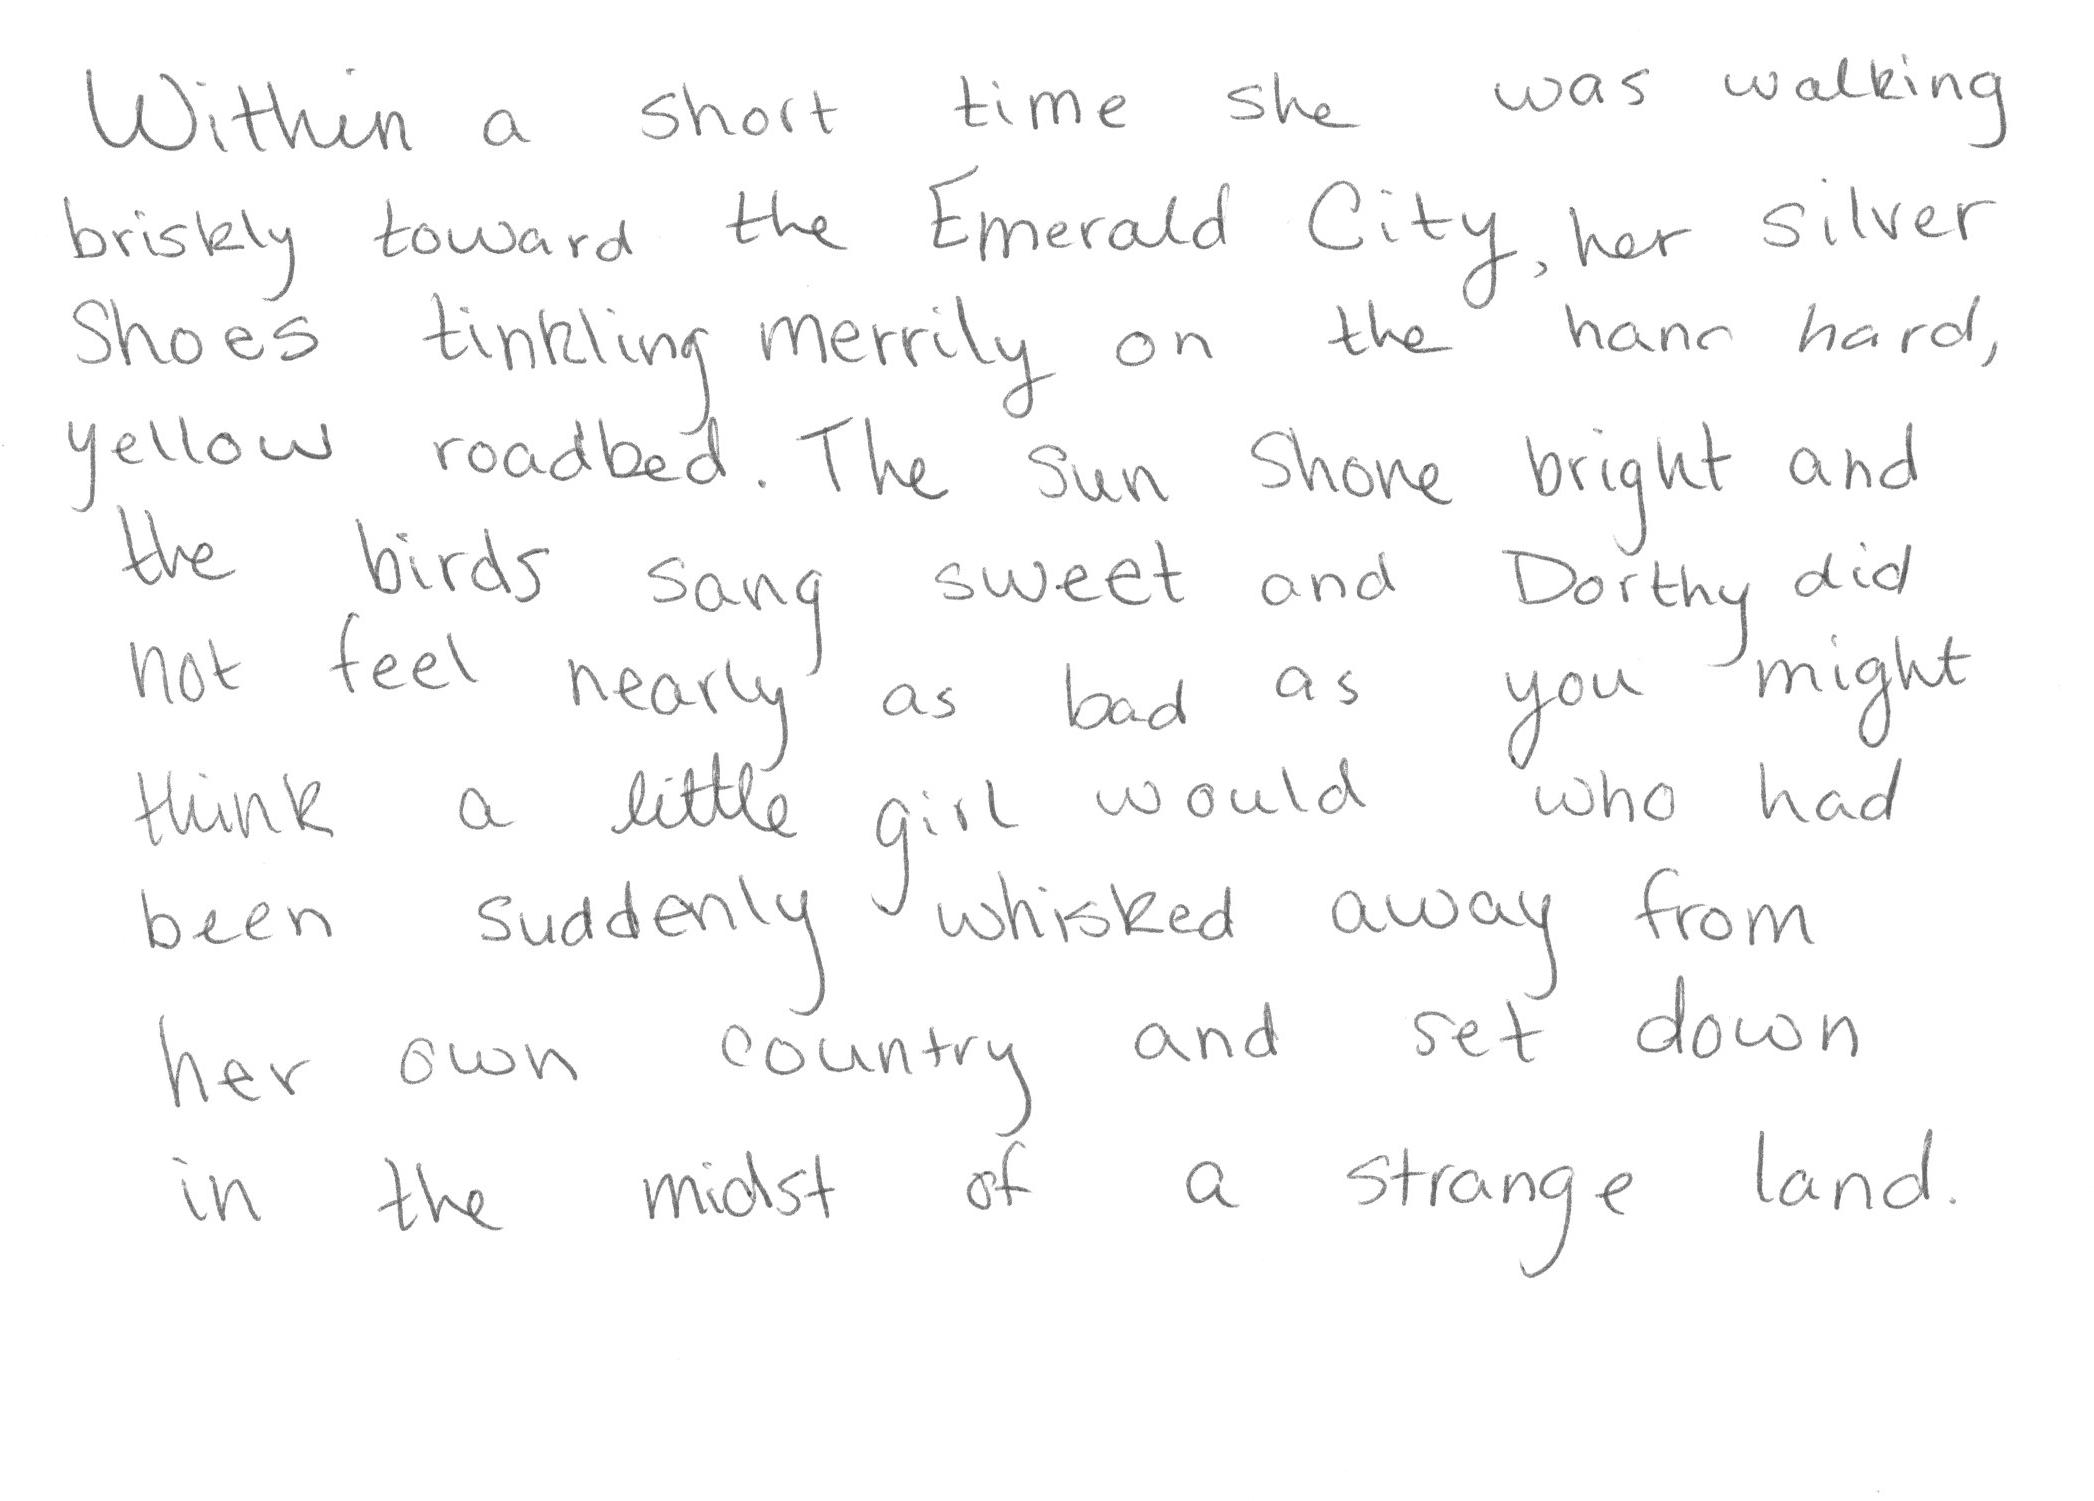 Within a short time she was walking
briskly toward the Emerald City, her silver
Shoes tinkling merrily on the hanr hard,
yellow roadbed. The sun shone bright and
the birds sang sweet and Dorthy did
not feel nearly as bad as you might
think a little girl would who had
been suddenly whisked away from
her own country and set down
in the midst of a strange land.